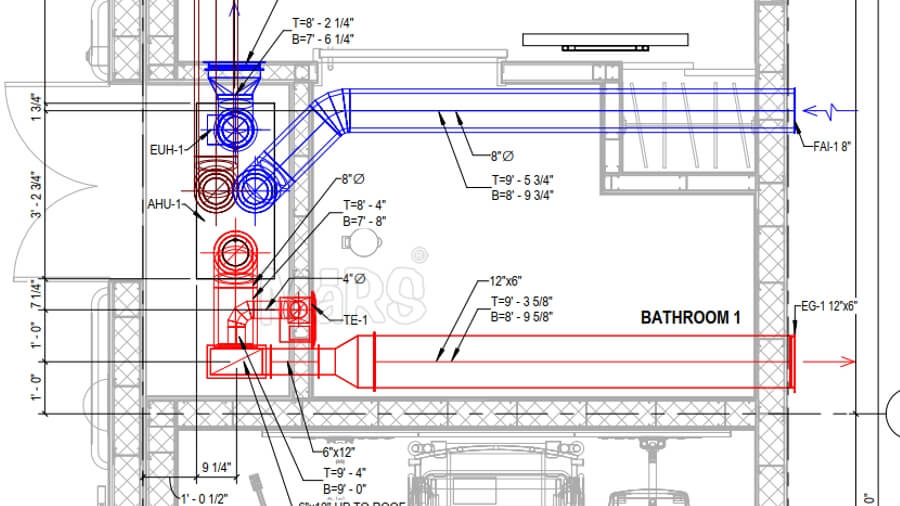 T=8' - 2 1/4"
B=7' - 6 1/4"
1 3/4"
EUH-1
8"∅
FAI-1 8"
T=9' - 5 3/4"
B=8' - 9 3/4"
3' - 2 3/4"
AHU-1
8"∅
T=8' - 4"
B=7' - 8"
4"∅
MaRS®
7 1/4"
TE-1
12"x6"
T=9' - 3 5/8"
B=8' - 9 5/8"
BATHROOM 1
EG-1 12"x6"
1' - 0"
1' - 0"
6"x12"
T=9' - 4"
B=9' - 0"
9 1/4"
1' - 0 1/2"
UP TO ROOF
0"